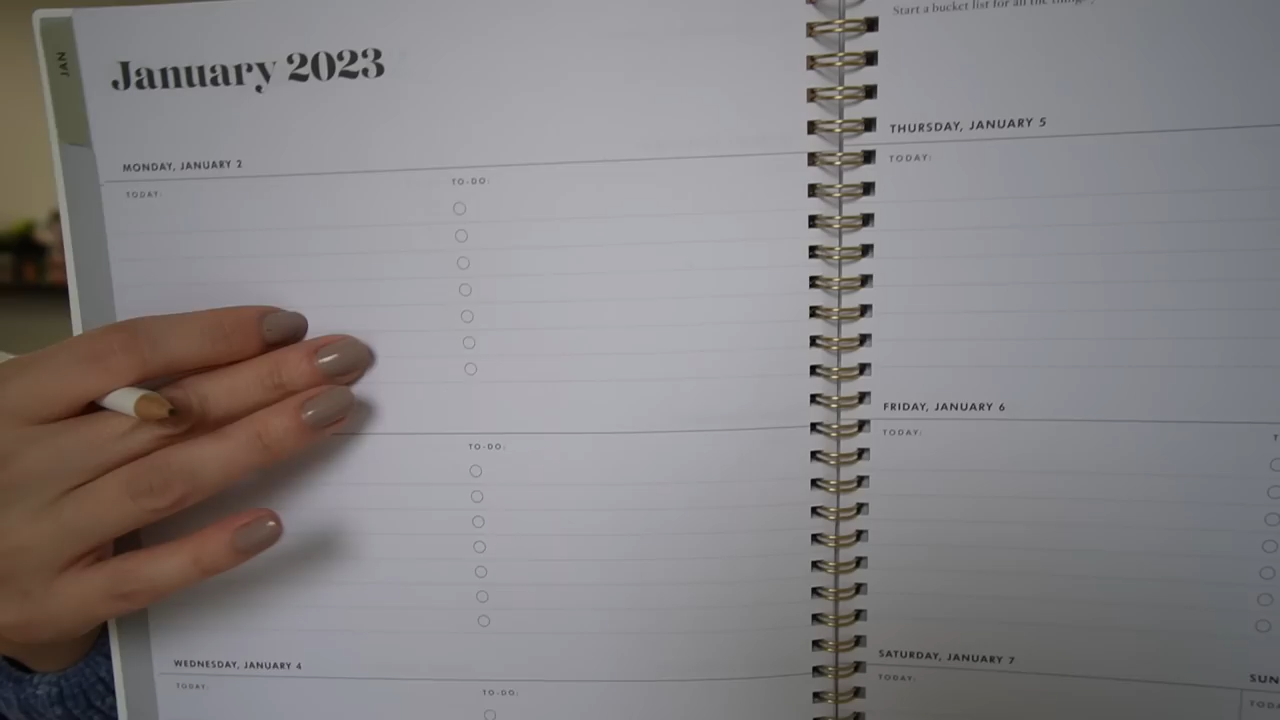 JAN
January 2023
MONDAY, JANUARY 2
TODAY:
TO-DO:
TO-DO:
WEDNESDAY, JANUARY 4
TODAY:
TO-DO:
Start a bucket list for all the
THURSDAY, JANUARY 5
TODAY:
FRIDAY, JANUARY 6
TODAY:
SATURDAY, JANUARY 7
TODAY:
SUN
TODA